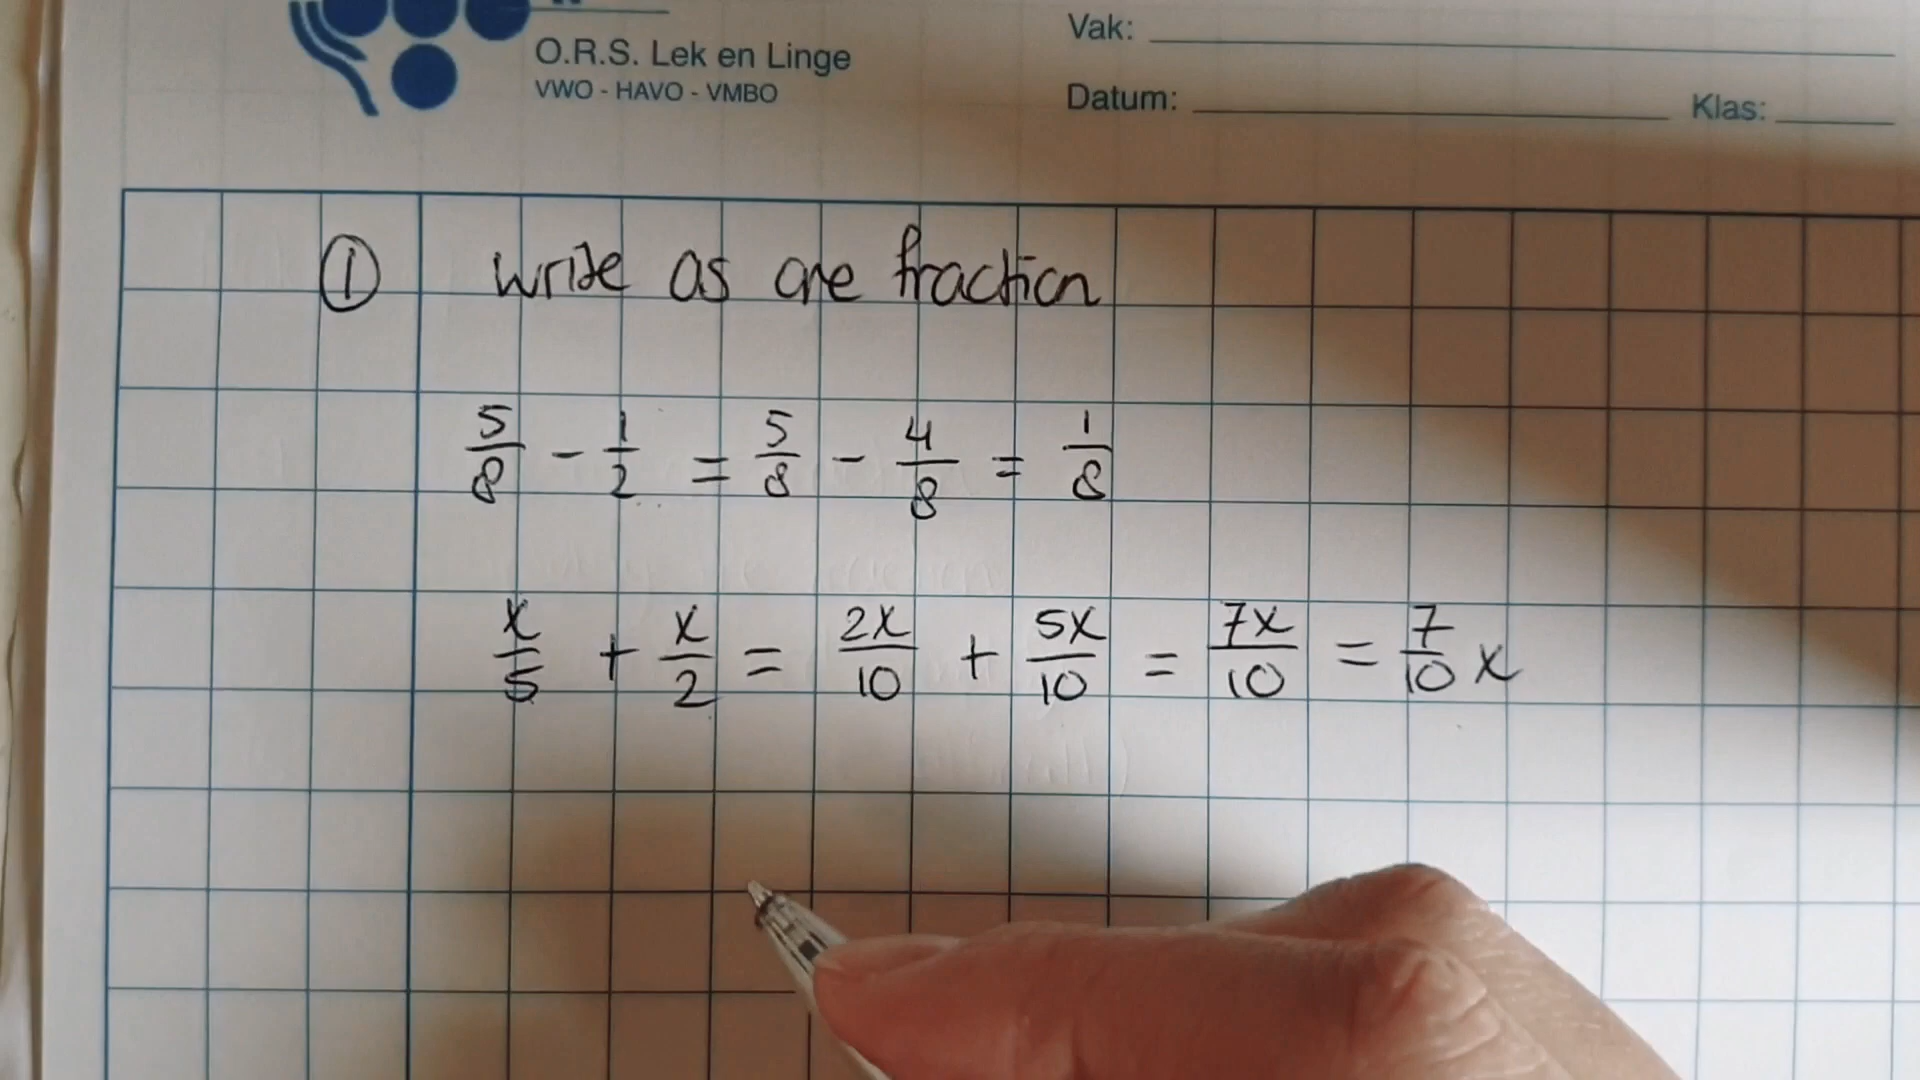 O.R.S. Lek en Linge
VWO - HAVO - VMBO
Vak:
Datum: Klas:
① write as one fraction
5/8 - 1/2 = 5/8 - 4/8 = 1/8
x/5 + x/2 = 2x/10 + 5x/10 = 7x/10 = 7/10 x